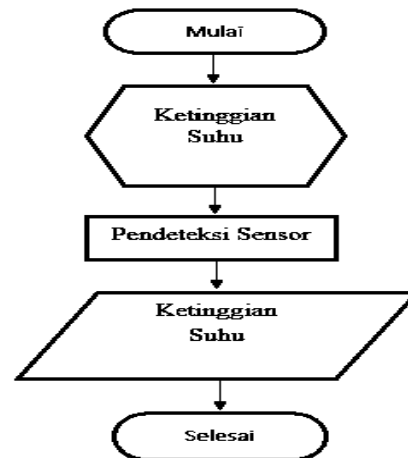 Mulai
Ketinggian
Suhu
Pendeteksi Sensor
Ketinggian
Suhu
Selesai